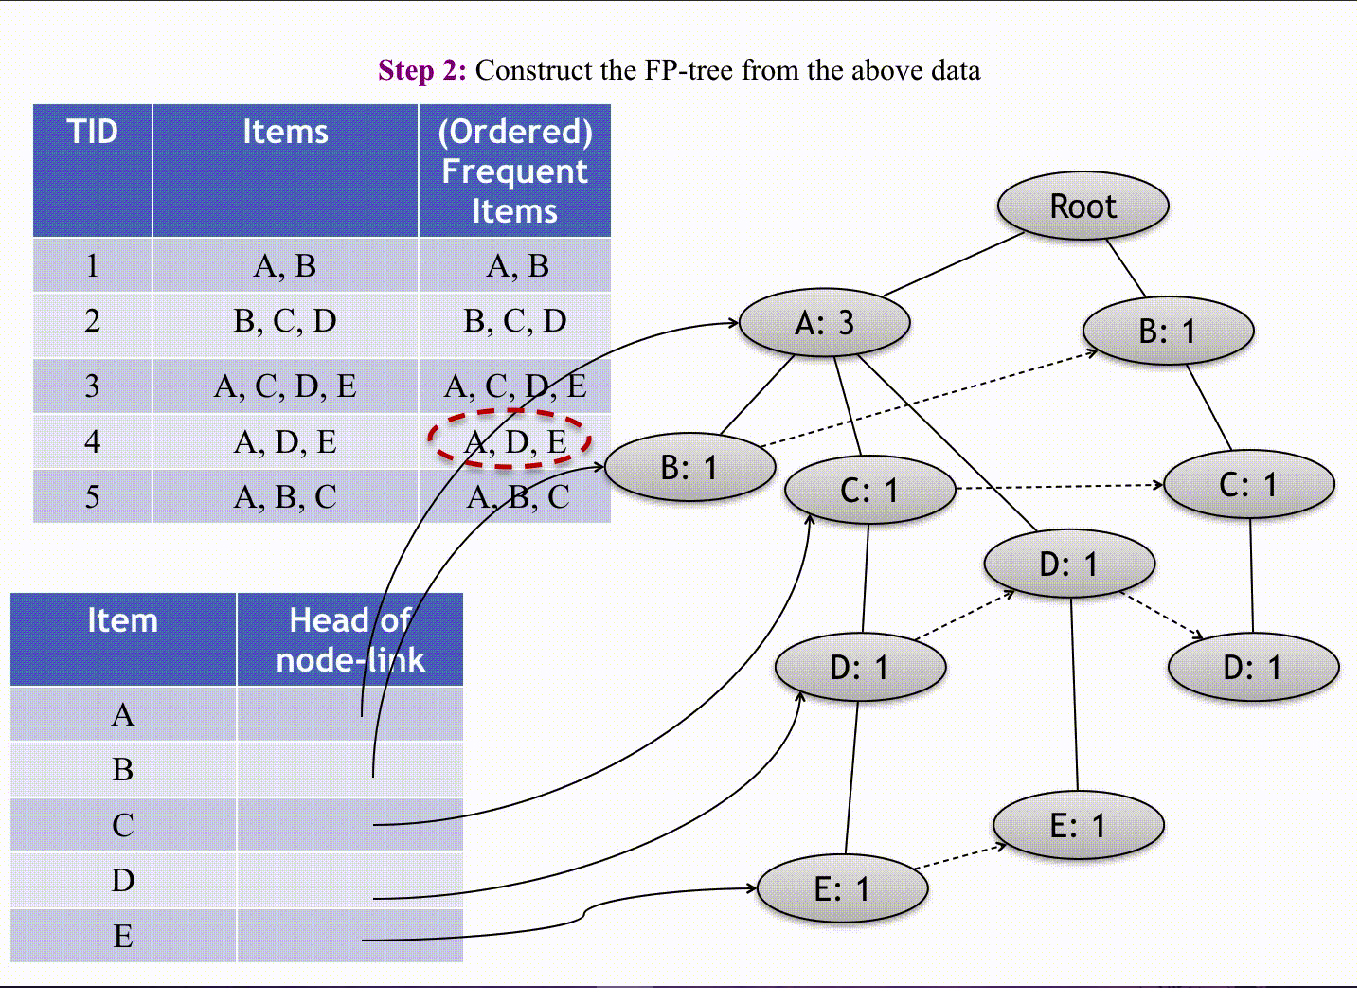 Step 2: Construct the FP-tree from the above data
TID Items (Ordered)
Frequent
Items
1 A, B A, B
2 B, C, D B, C, D
3 A, C, D, E A, C, D, E
4 A, D, E A, D, E
5 A, B, C A, B, C
Root
A: 3
B: 1
B: 1
C: 1
C: 1
D: 1
D: 1
D: 1
E: 1
E: 1
Item Head of
node-link
A
B
C
D
E